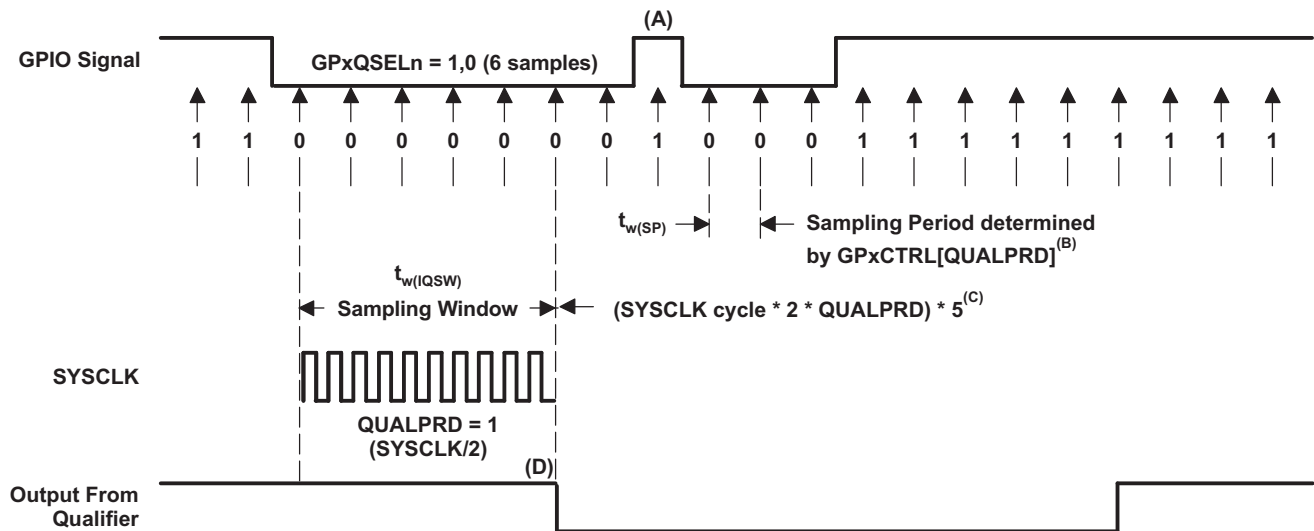 (A)
GPIO Signal
GPxQSELn = 1,0 (6 samples)
1 1 0 0 0 0 0 0 0 1 0 0 0 1 1 1 1 1 1 1 1 1
tw(SP)
Sampling Period determined
by GPxCTRL[QUALPRD](B)
tw(IQSW)
Sampling Window
(SYSCLK cycle * 2 * QUALPRD) * 5(C)
SYSCLK
QUALPRD = 1
(SYSCLK/2)
(D)
Output From
Qualifier